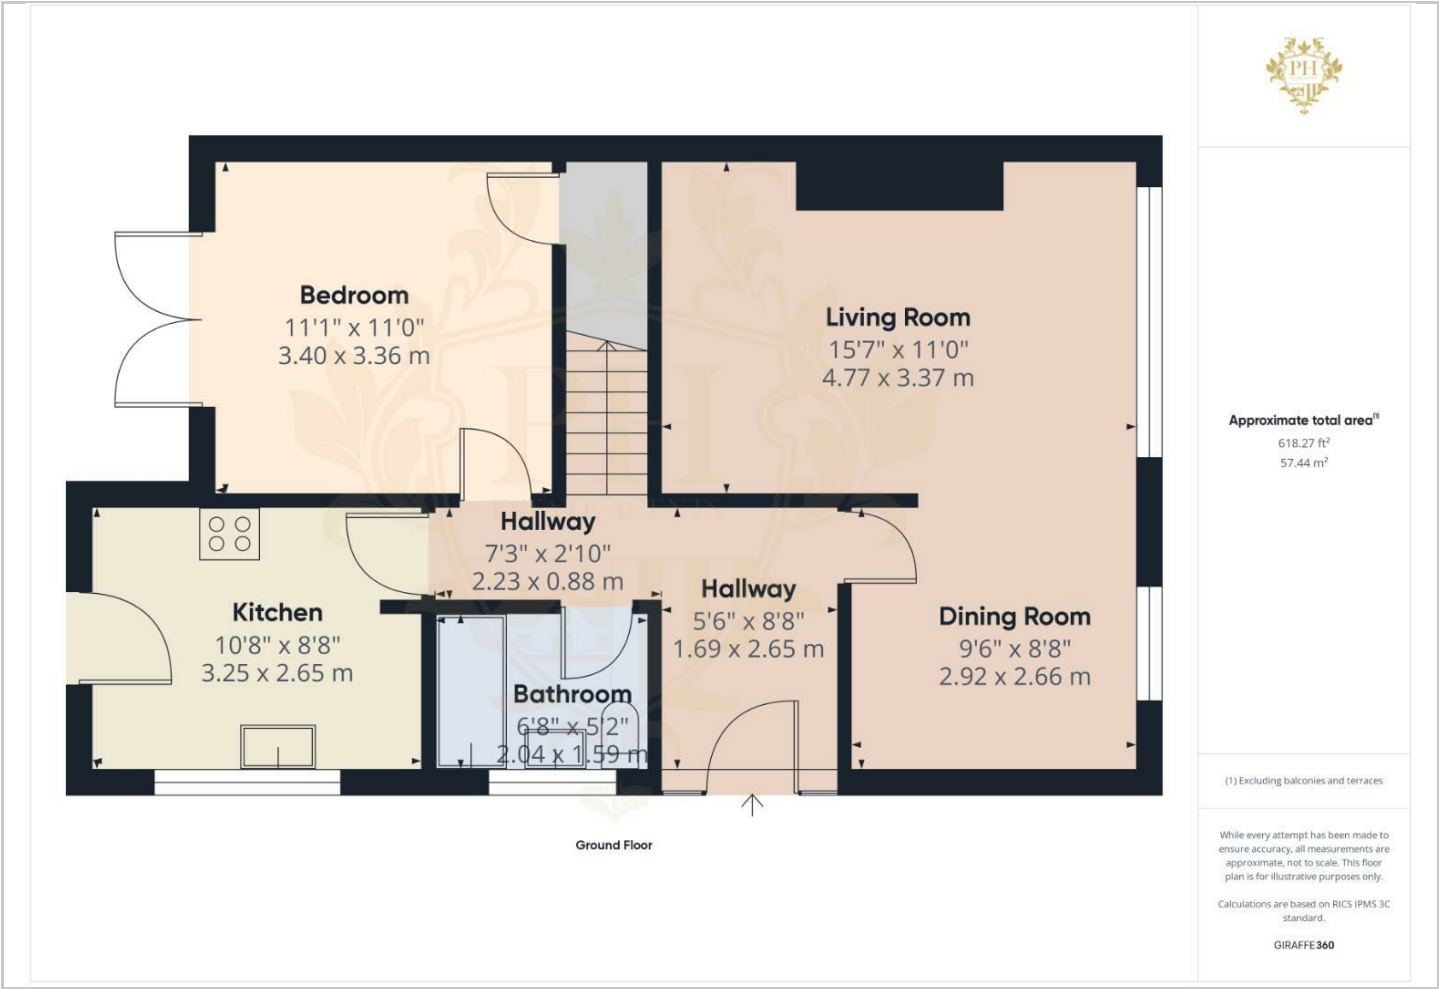 PH
Bedroom
11'1" x 11'0"
3.40 x 3.36 m
Living Room
15'7" x 11'0"
4.77 x 3.37 m
Approximate total area(1)
618.27 ft²
57.44 m²
Hallway
7'3" x 2'10"
2.23 x 0.88 m
Hallway
5'6" x 8'8"
1.69 x 2.65 m
Kitchen
10'8" x 8'8"
3.25 x 2.65 m
Dining Room
9'6" x 8'8"
2.92 x 2.66 m
Bathroom
6'8" x 5'2"
2.04 x 1.59 m
Ground Floor
(1) Excluding balconies and terraces
While every attempt has been made to
ensure accuracy, all measurements are
approximate, not to scale. This floor
plan is for illustrative purposes only.
Calculations are based on RICS IPMS 3C
standard.
GIRAFFE360